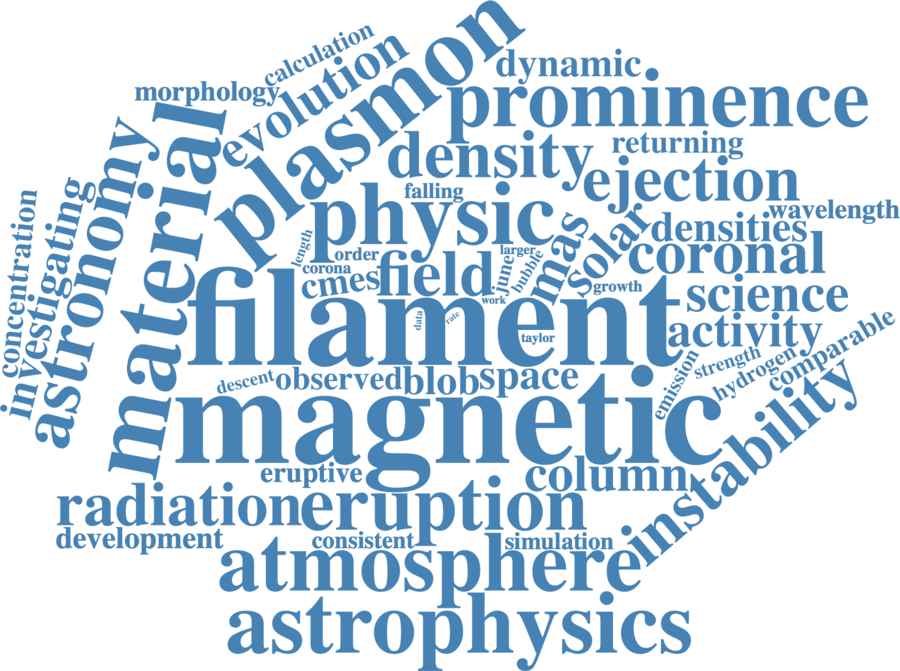 calculation
plasmon
evolution
morphology
dynamic
prominence
material
astronomy
density
returning
ejection
falling
physic
investigating
concentration
wavelength
densities
solar
mas
coronal
length
order
larger
june
bubble
corona
cmes
field
growth
work
science
filament
data
rate
taylor
activity
comparable
hydrogen
strength
emission
descent
observed
blob
space
magnetic
instability
eruptive
column
radiation
eruption
development
consistent
simulation
atmosphere
astrophysics